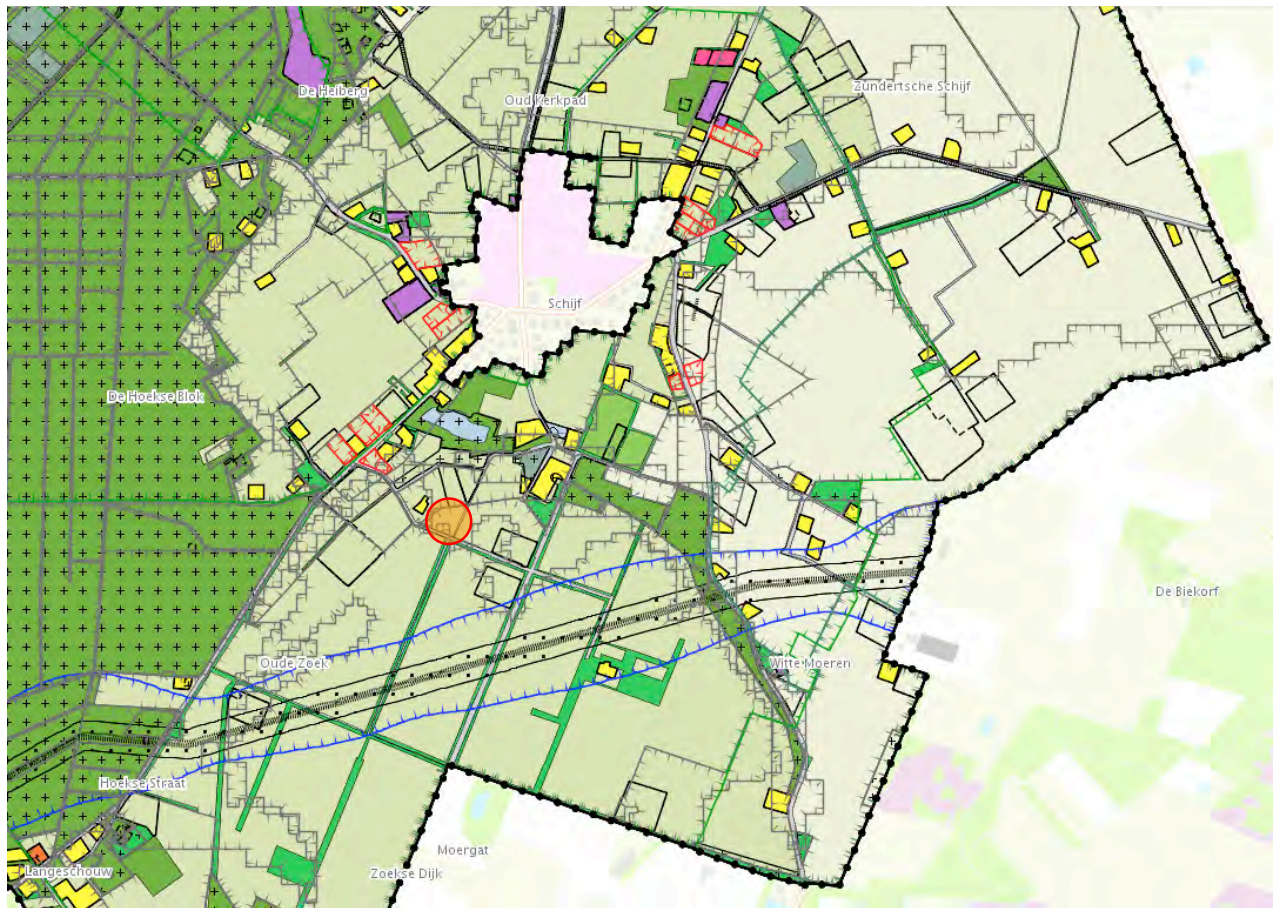 De Heiberg
Oud Kerkpad
Zundertsche Schijf
Schijf
De Hoekse Blok
De Biekorf
Oude Zoek
Witte Moeren
Hoekse Straat
Moergat
Langeschouw
Zoekse Dijk